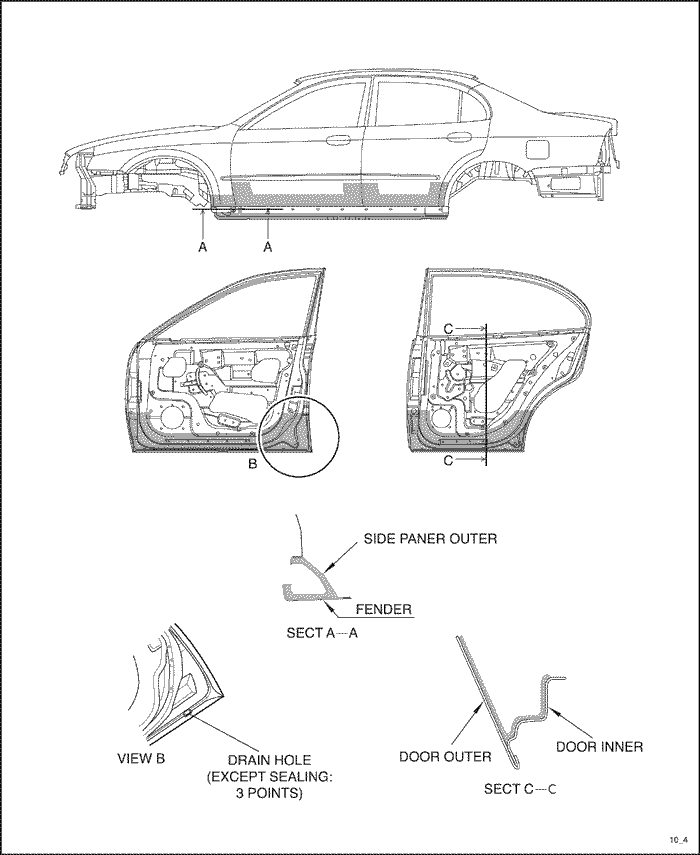 A A
C
B
C
SIDE PANER OUTER
FENDER
SECT A---A
VIEW B
DRAIN HOLE
(EXCEPT SEALING:
3 POINTS)
DOOR OUTER
DOOR INNER
SECT C---C
10_4